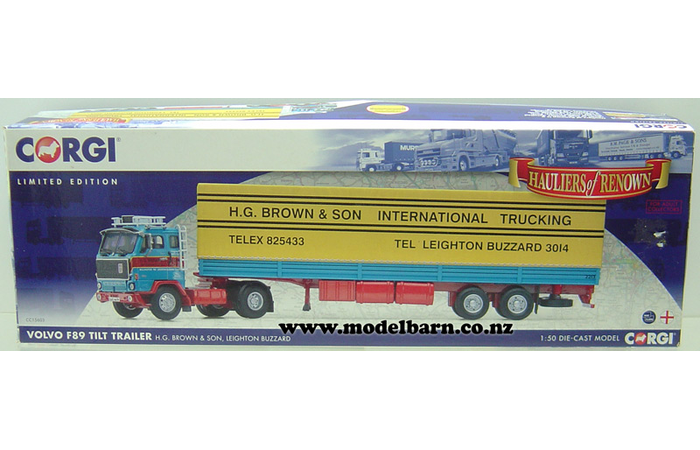 CORGI
LIMITED EDITION
CORGI
HAULIERS of RENOWN
H.G. BROWN & SON INTERNATIONAL TRUCKING
TELEX 825433 TEL LEIGHTON BUZZARD 3014
www.modelbarn.co.nz
VOLVO F89 TILT TRAILER H.G. BROWN & SON, LEIGHTON BUZZARD
1:50 DIE-CAST MODEL CORGI